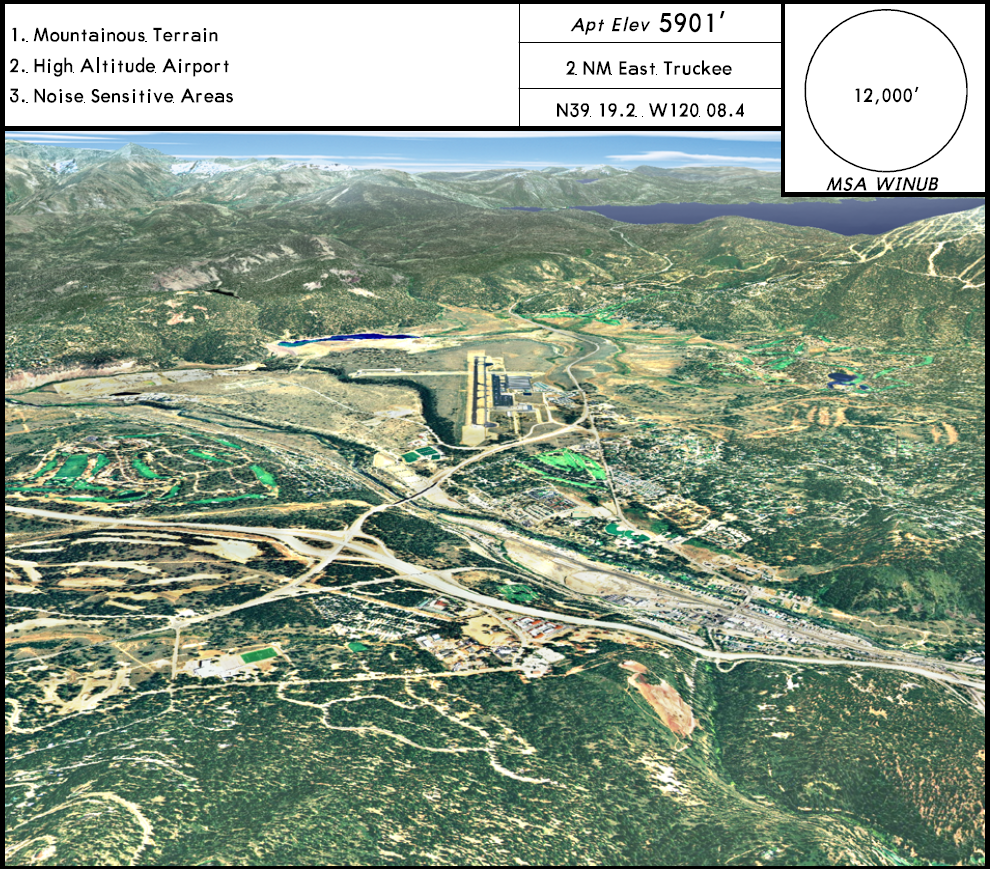 1. Mountainous Terrain
2. High Altitude Airport
3. Noise Sensitive Areas
Apt Elev 5901'
2 NM East Truckee
N39 19.2 W120 08.4
12,000'
MSA WINUB